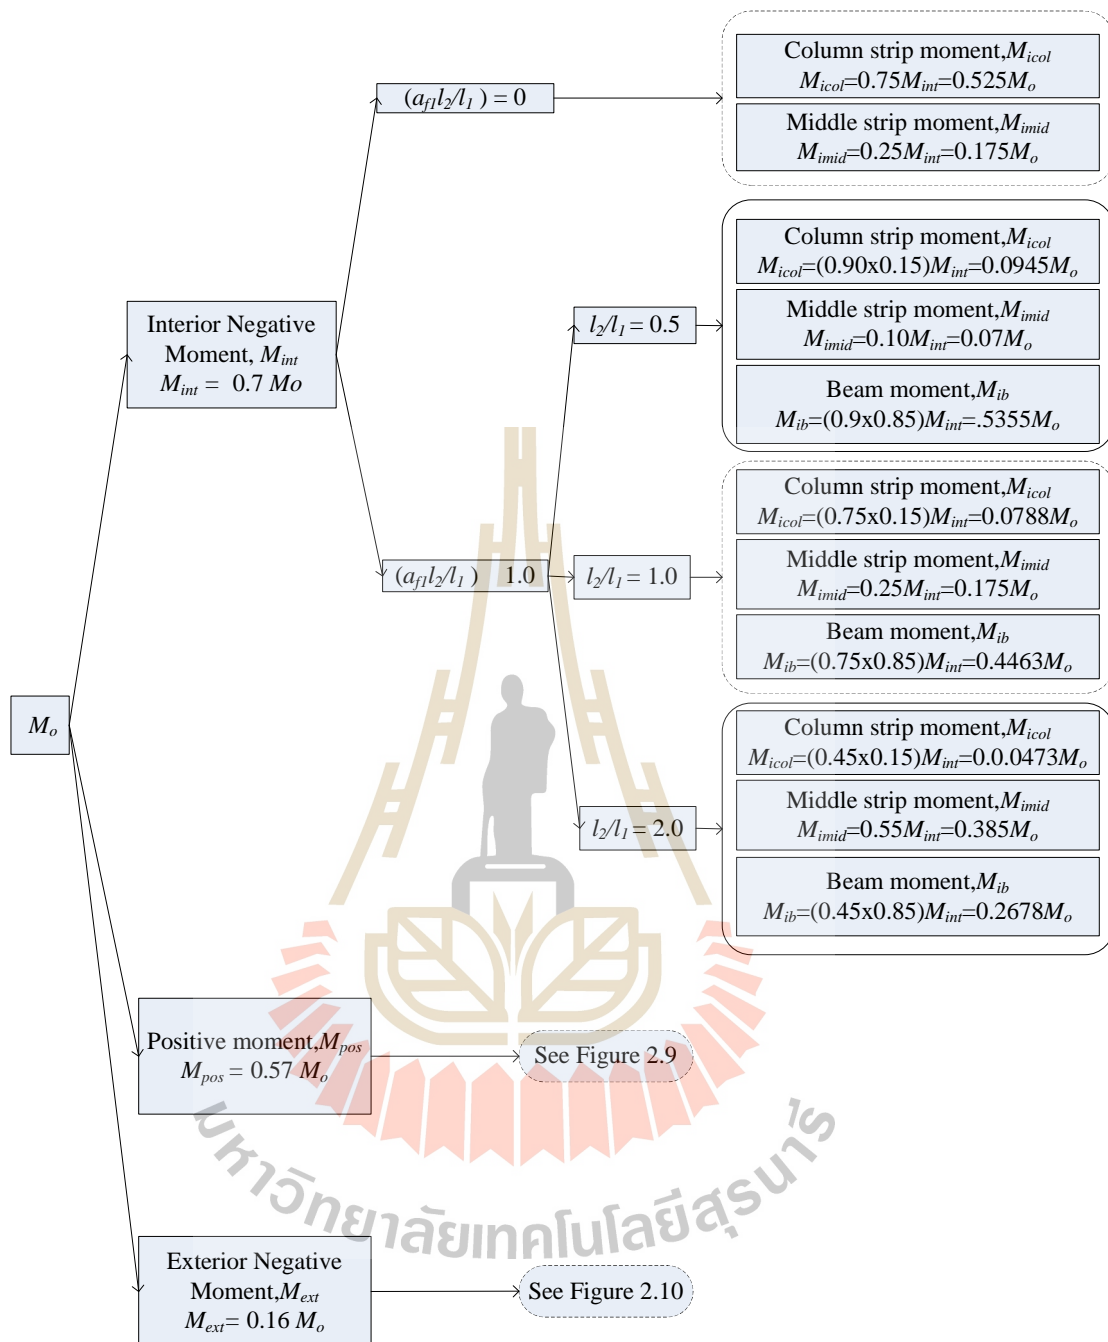 Column strip moment,Micol
Micol=0.75Mint=0.525Mo
(af1l2/l1 ) = 0
Middle strip moment,Mimid
Mimid=0.25Mint=0.175Mo
Column strip moment,Micol
Micol=(0.90x0.15)Mint=0.0945Mo
Interior Negative
Moment, Mint
Mint = 0.7 Mo
l2/l1 = 0.5
Middle strip moment,Mimid
Mimid=0.10Mint=0.07Mo
Beam moment,Mib
Mib=(0.9x0.85)Mint=.5355Mo
Column strip moment,Micol
Micol=(0.75x0.15)Mint=0.0788Mo
(af1l2/l1 ) 1.0
l2/l1 = 1.0
Middle strip moment,Mimid
Mimid=0.25Mint=0.175Mo
Beam moment,Mib
Mib=(0.75x0.85)Mint=0.4463Mo
Mo
Column strip moment,Micol
Micol=(0.45x0.15)Mint=0.0.0473Mo
l2/l1 = 2.0
Middle strip moment,Mimid
Mimid=0.55Mint=0.385Mo
Beam moment,Mib
Mib=(0.45x0.85)Mint=0.2678Mo
Positive moment,Mpos
Mpos = 0.57 Mo
See Figure 2.9
มหาวิทยาลัยเทคโนโลยีสุรนารี
Exterior Negative
Moment,Mext
Mext= 0.16 Mo
See Figure 2.10